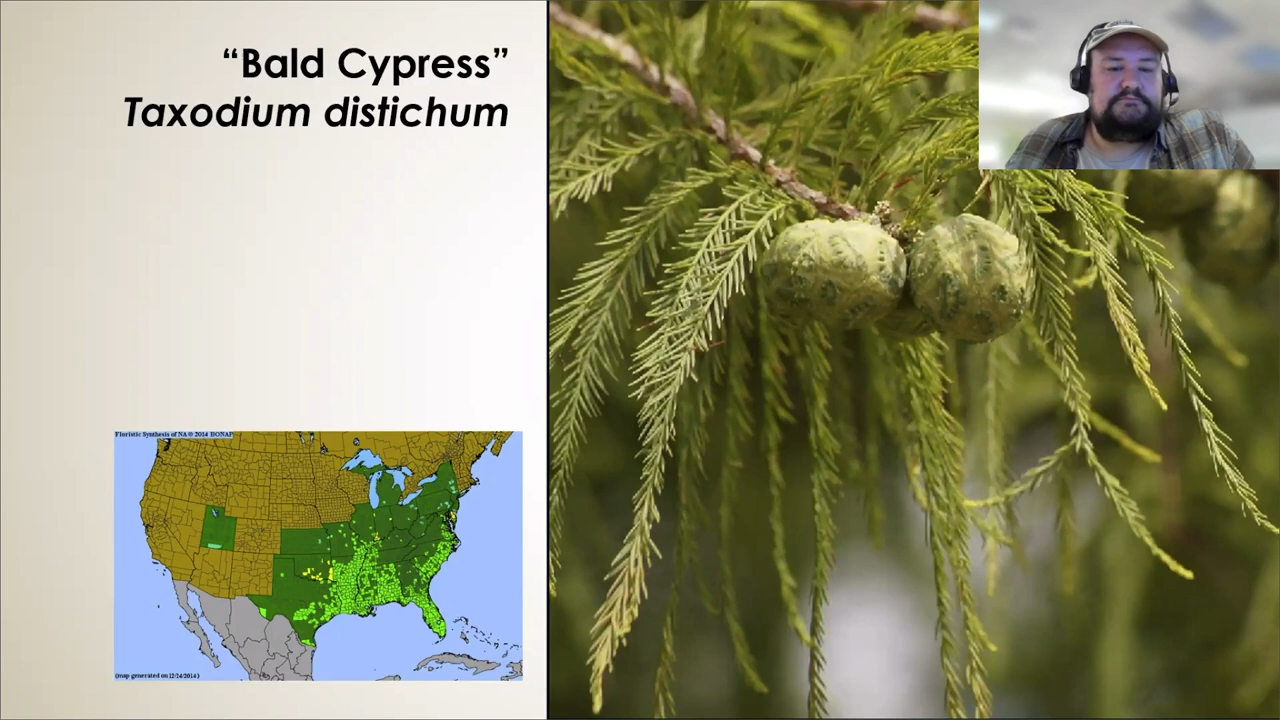 “Bald Cypress”
Taxodium distichum
Floristic Synthesis of NA © 2014 BONAP
(map generated on 12/14/2014)